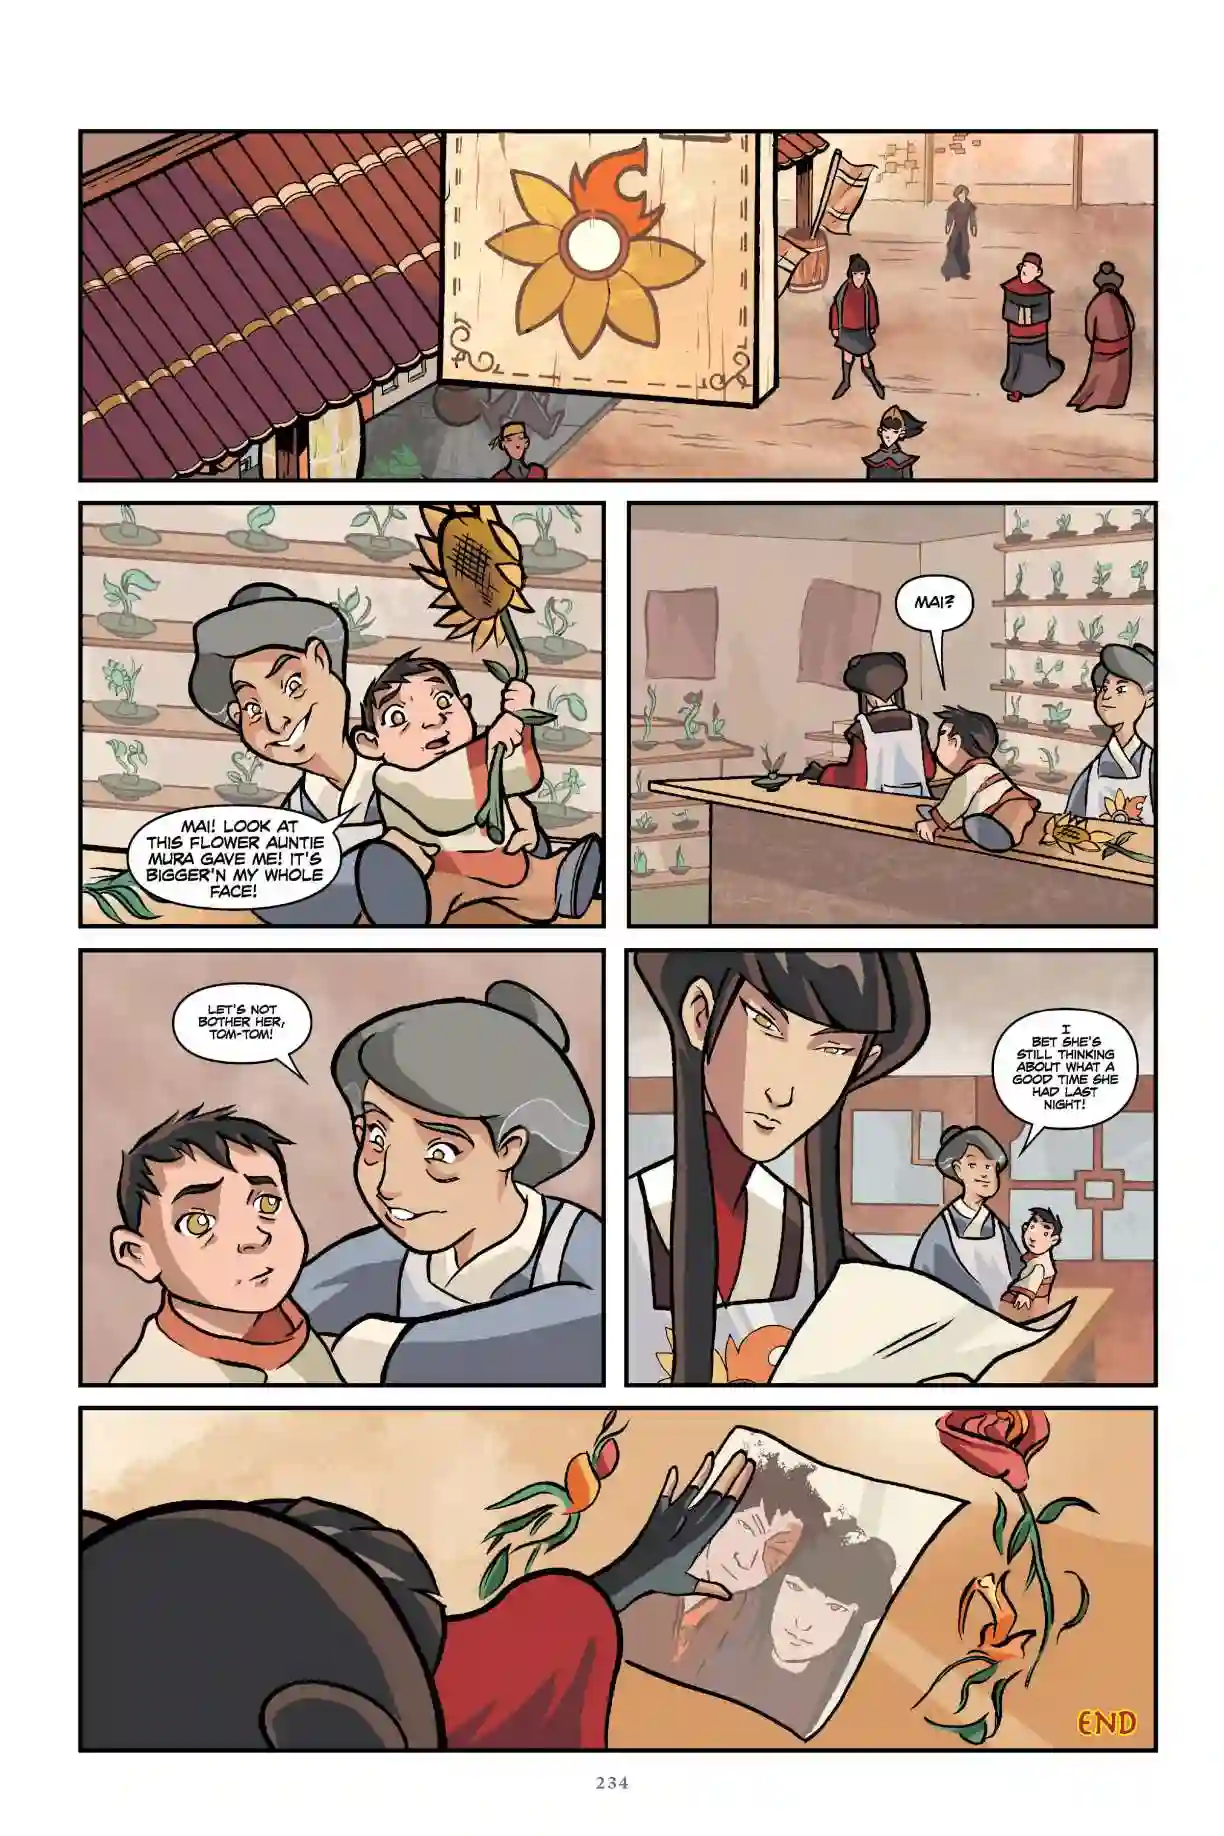 MAI! LOOK AT
THIS FLOWER AUNTIE
MURA GAVE ME! IT'S
BIGGER'N MY WHOLE
FACE!
MAI?
LET'S NOT
BOTHER HER,
TOM-TOM!
I
BET SHE'S
STILL THINKING
ABOUT WHAT A
GOOD TIME SHE
HAD LAST
NIGHT!
END
234